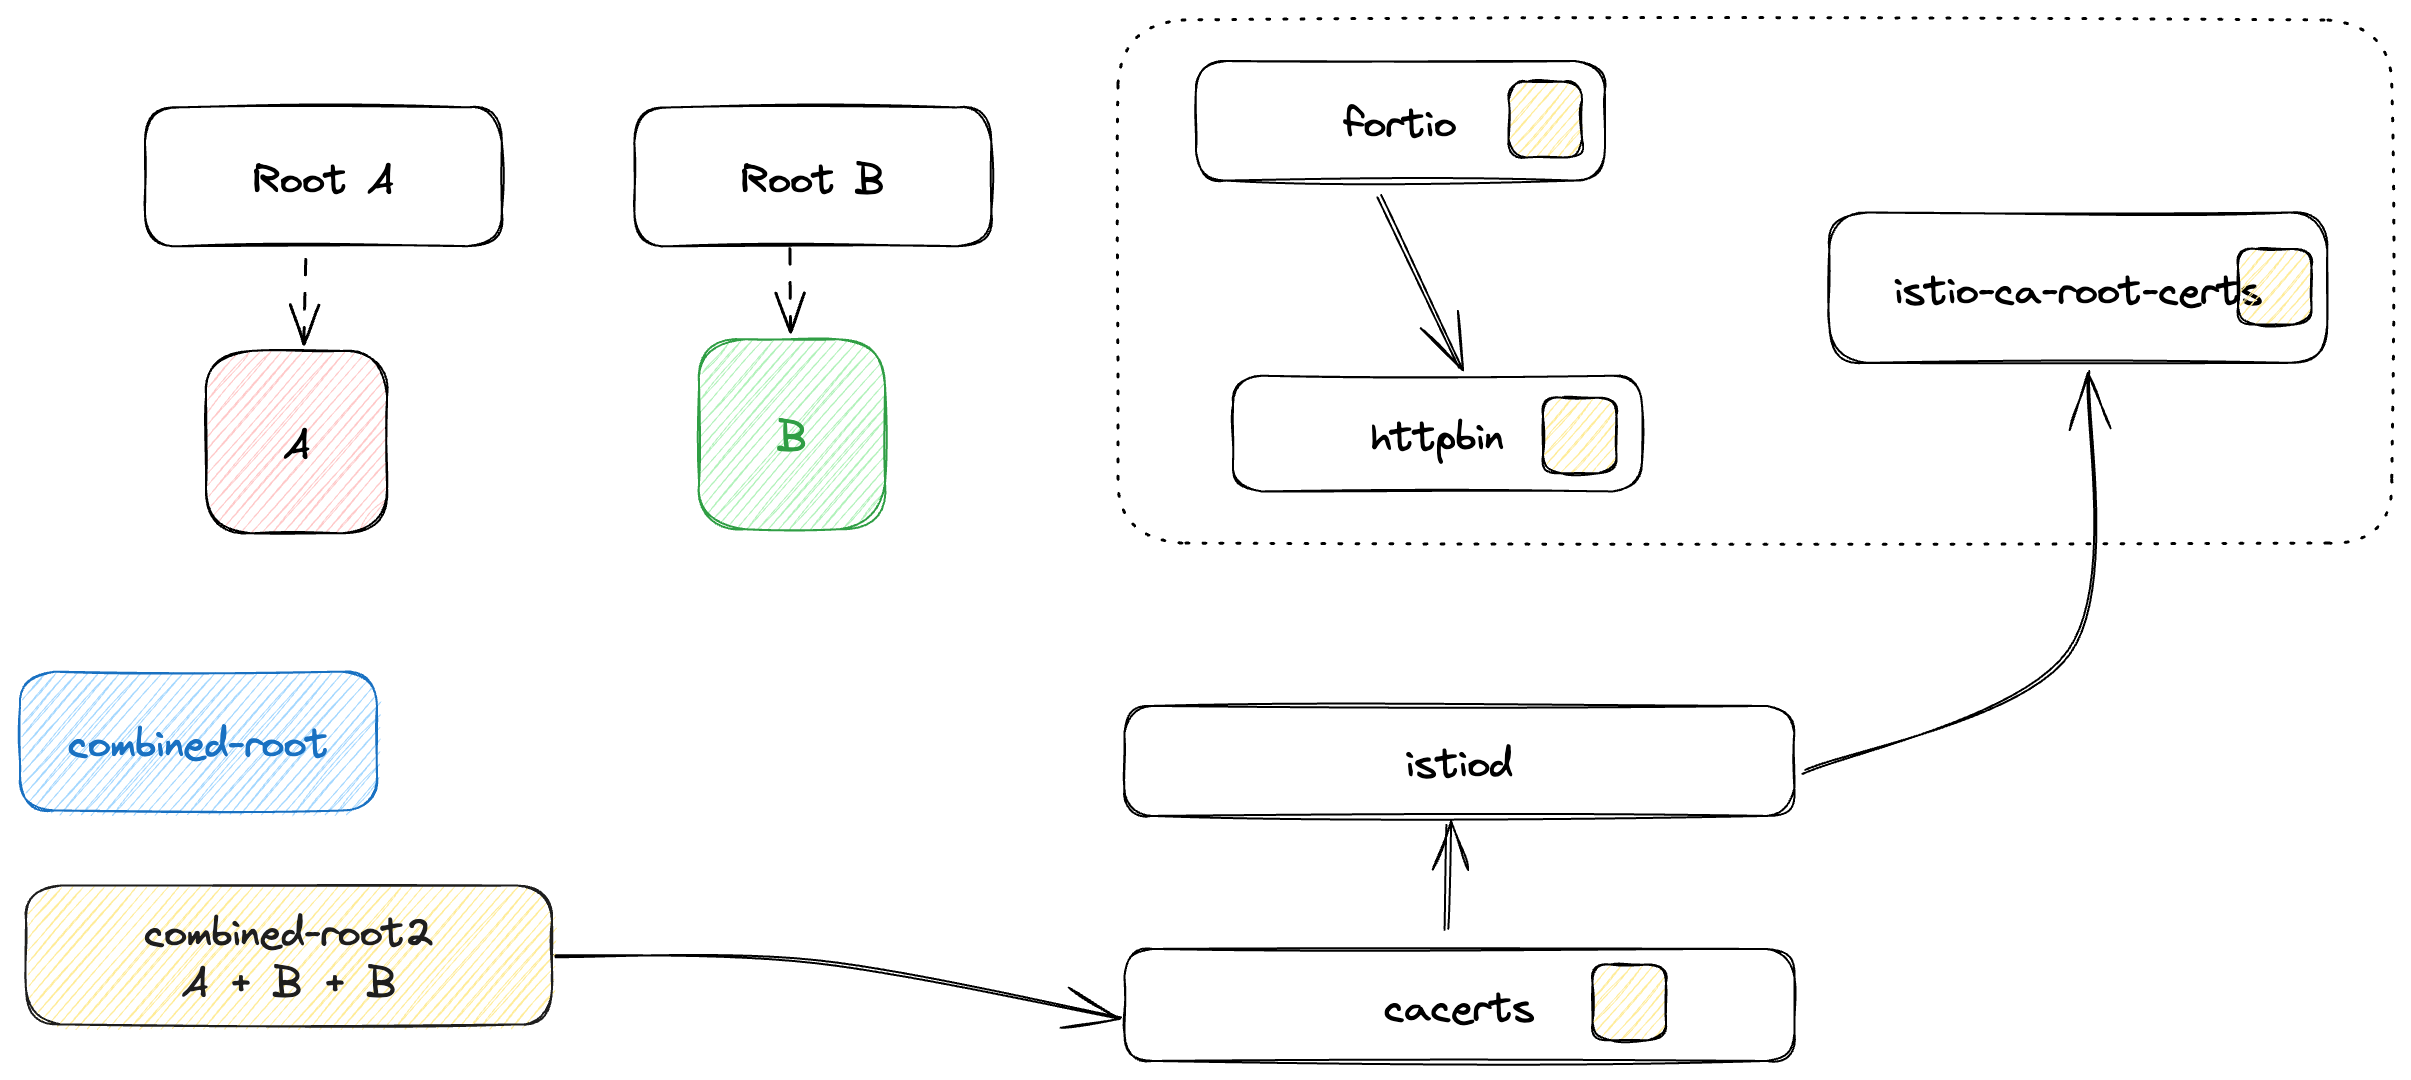 Root A
Root B
fortio
istio-ca-root-certs
A
B
httpbin
combined-root
istiod
combined-root2
A + B + B
cacerts